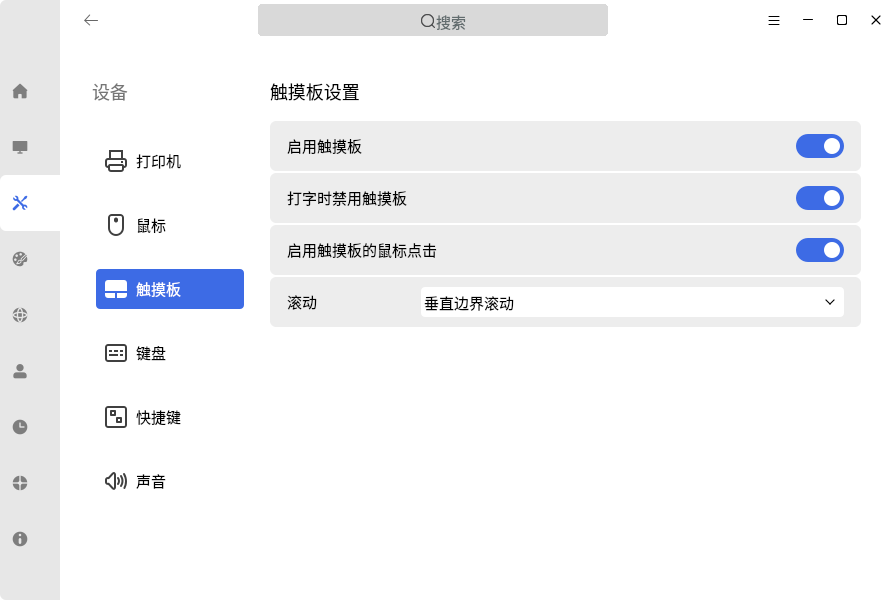 搜索
设备
打印机
鼠标
触摸板
键盘
快捷键
声音
触摸板设置
启用触摸板
打字时禁用触摸板
启用触摸板的鼠标点击
滚动
垂直边界滚动